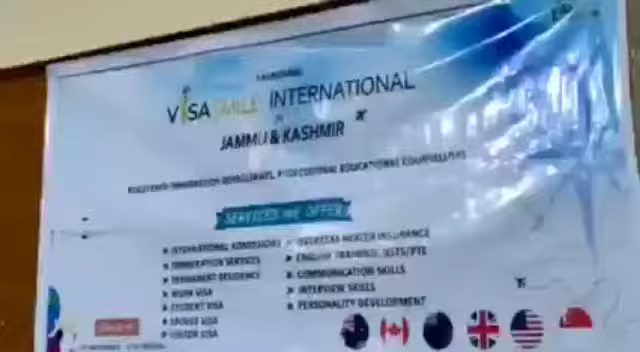 LAUNCHING
VISA SMILE INTERNATIONAL
IN
JAMMU & KASHMIR
SERVICES WE OFFER
INTERNATIONAL ADMISSIONS
IMMIGRATION SERVICES
PERMANENT RESIDENCY
WORK VISA
STUDENT VISA
SPOUSE VISA
VISITOR VISA
OVERSEAS HEALTH INSURANCE
ENGLISH TRAINING, IELTS/PTE
COMMUNICATION SKILLS
INTERVIEW SKILLS
PERSONALITY DEVELOPMENT